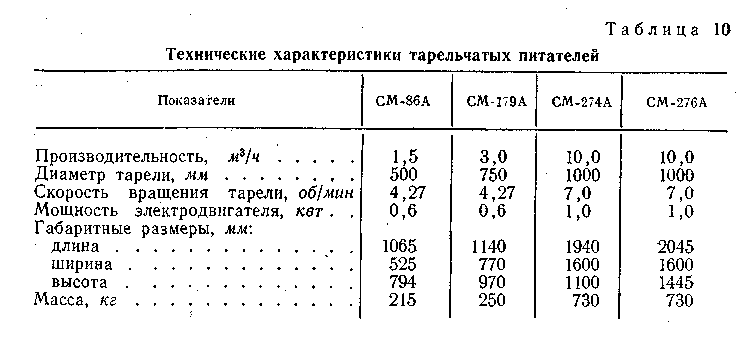 Таблица 10
Технические характеристики тарельчатых питателей
Показатели СМ-86А СМ-179А СМ-274А СМ-276А
Производительность, м³/ч . . . . . 1,5 3,0 10,0 10,0
Диаметр тарели, мм . . . . . . . . 500 750 1000 1000
Скорость вращения тарели, об/мин 4,27 4,27 7,0 7,0
Мощность электродвигателя, квт . . 0,6 0,6 1,0 1,0
Габаритные размеры, мм:
длина . . . . . . . . . . . . . 1065 1140 1940 2045
ширина . . . . . . . . . . . . 525 770 1600 1600
высота . . . . . . . . . . . . 794 970 1100 1445
Масса, кг . . . . . . . . . . . . . 215 250 730 730